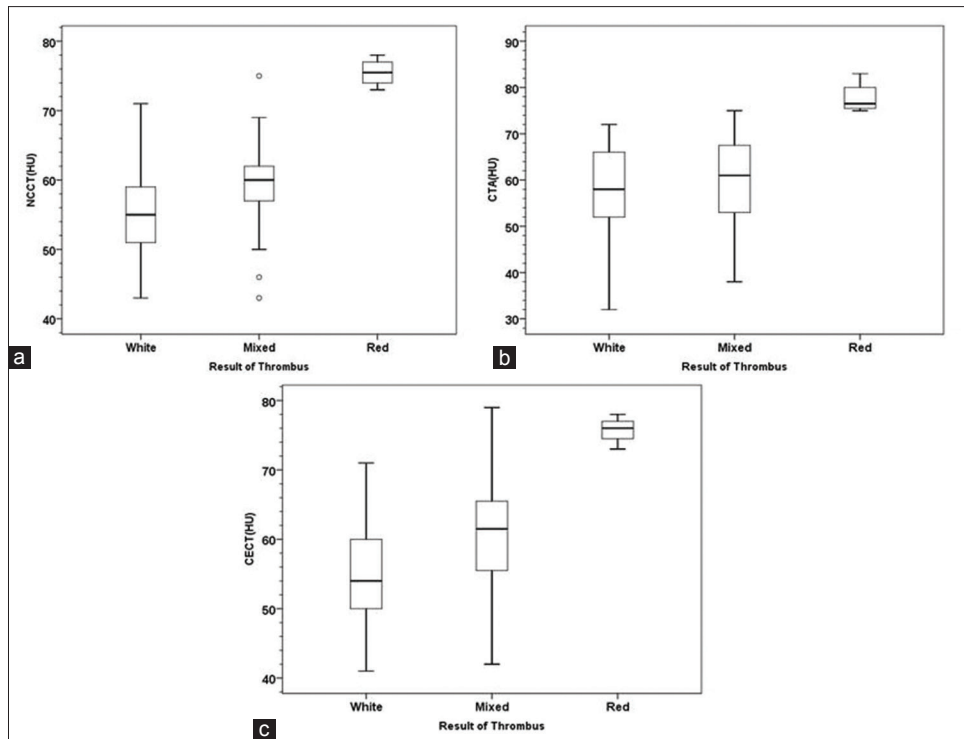 80
70
60
50
40
NCCT(HU)
White Mixed Red
Result of Thrombus
a
90
80
70
60
50
40
30
CTA(HU)
White Mixed Red
Result of Thrombus
b
80
70
60
50
40
CECT(HU)
White Mixed Red
Result of Thrombus
c